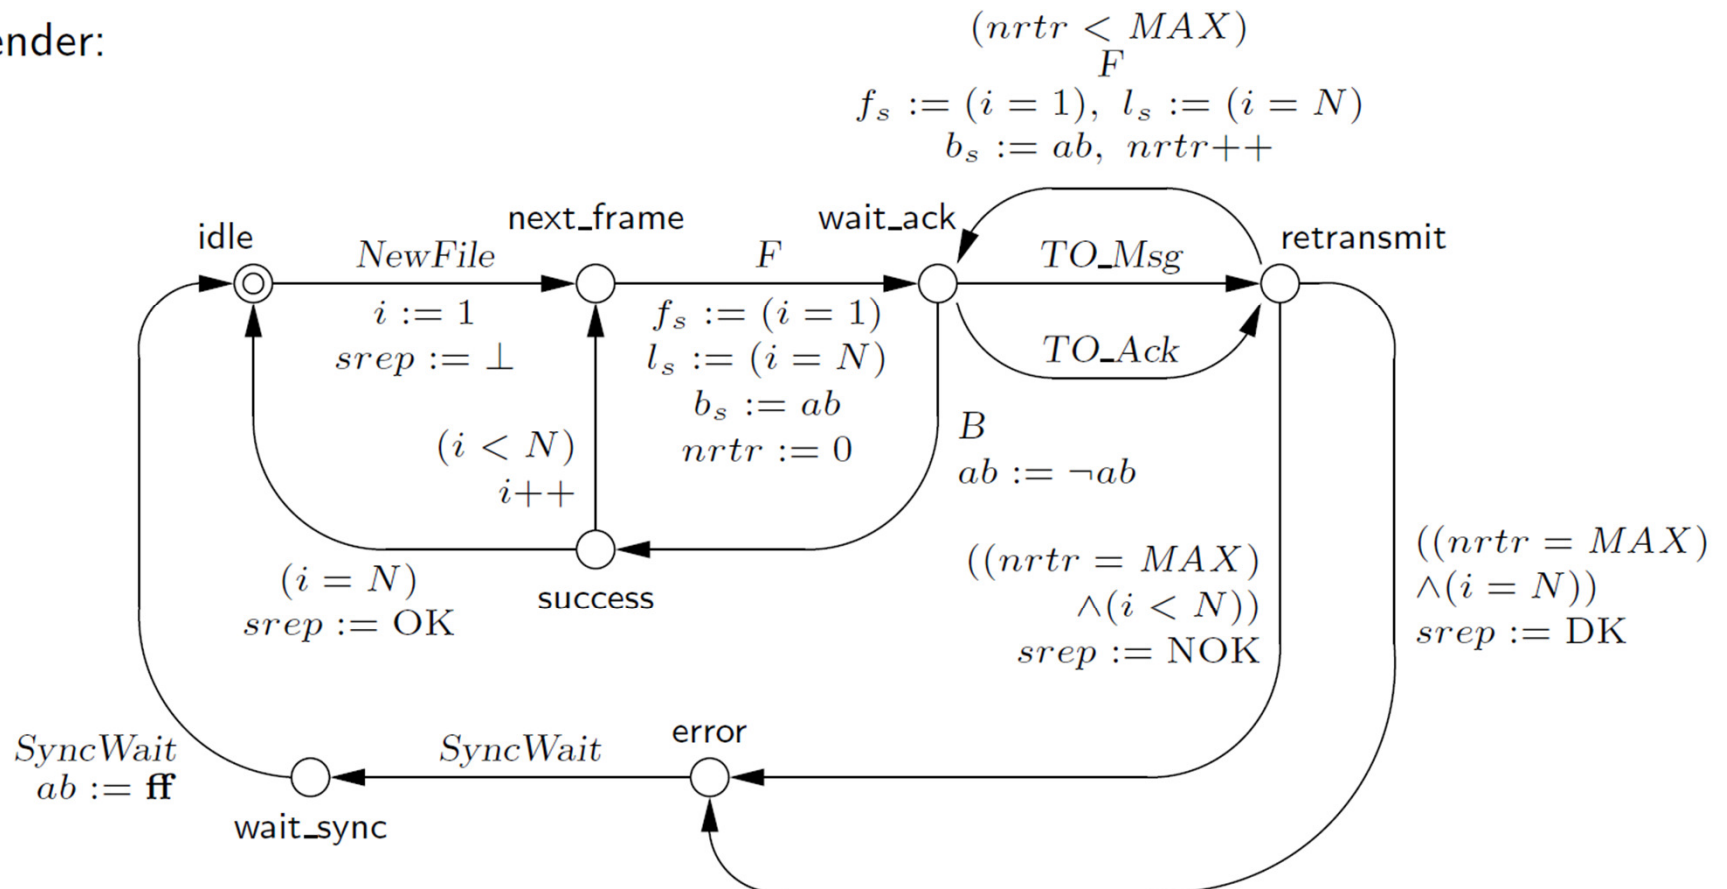 ender:
(nrtr < MAX)
F
f_s := (i = 1), l_s := (i = N)
b_s := ab, nrtr++
idle
NewFile
i := 1
srep := ⊥
next_frame
F
f_s := (i = 1)
l_s := (i = N)
b_s := ab
nrtr := 0
wait_ack
TO_Msg
TO_Ack
retransmit
(i < N)
i++
B
ab := ¬ab
(i = N)
srep := OK
success
((nrtr = MAX)
∧(i < N))
srep := NOK
((nrtr = MAX)
∧(i = N))
srep := DK
SyncWait
ab := ff
wait_sync
SyncWait
error